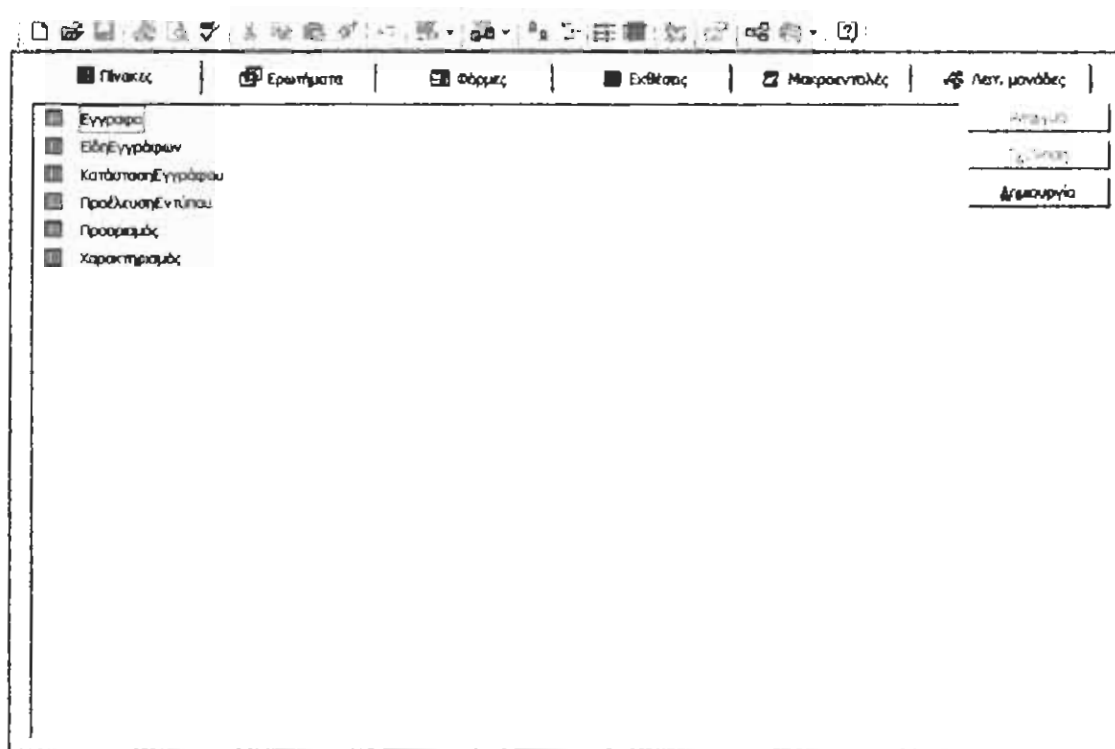 Πίνακες Ερωτήματα Φόρμες Εκθέσεις Μακροεντολές Λειτ. μονάδες
Εγγραφα
ΕίδηΕγγράφων
ΚατάστασηΕγγράφου
ΠροέλευσηΕντύπου
Προορισμός
Χαρακτηρισμός
Δημιουργία